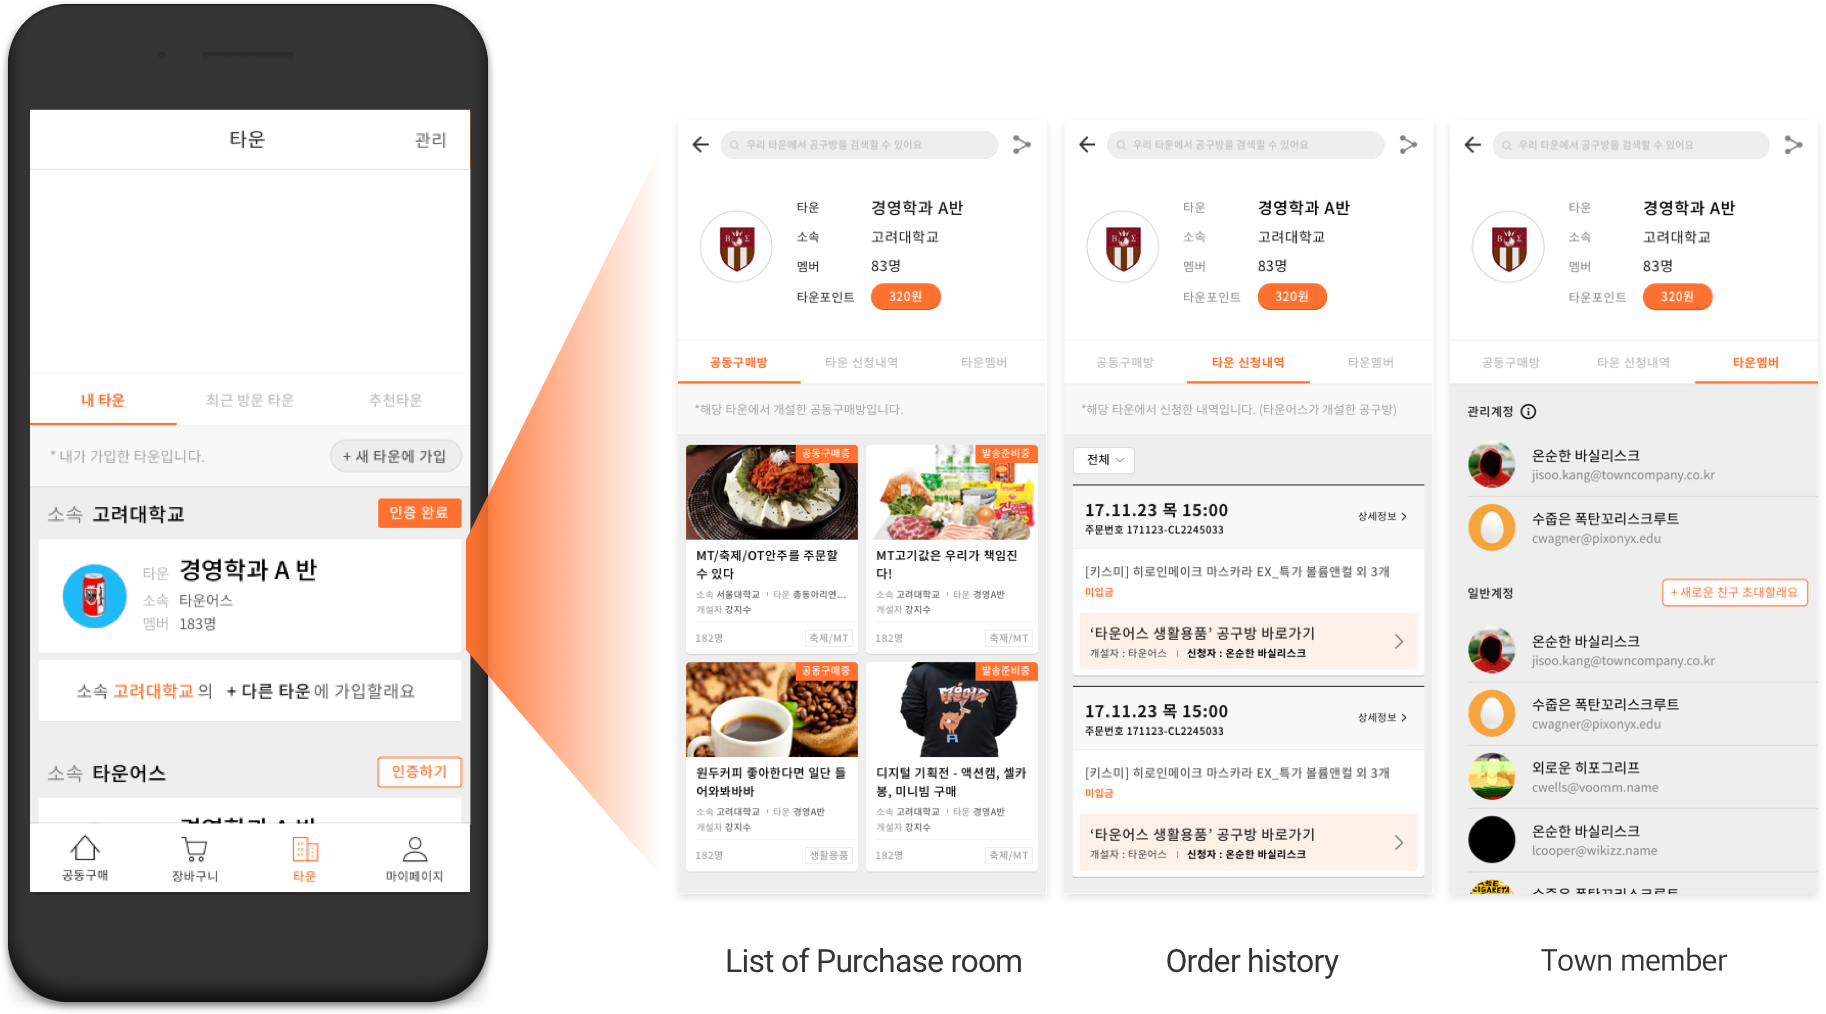 타운
관리
내 타운
최근 방문 타운
추천타운
* 내가 가입한 타운입니다.
+ 새 타운에 가입
소속 고려대학교
인증 완료
타운 경영학과 A 반
소속 타운어스
멤버 183명
소속 고려대학교 의 + 다른 타운 에 가입할래요
소속 타운어스
인증하기
공동구매
장바구니
타운
마이페이지
우리 타운에서 공구방을 검색할 수 있어요
타운 경영학과 A반
소속 고려대학교
멤버 83명
타운포인트 320원
공동구매방
타운 신청내역
타운멤버
*해당 타운에서 개설한 공동구매방입니다.
공동구매중
MT/축제/OT안주를 주문할
수 있다
소속 서울대학교 타운 총동아리연...
개설자 강지수
182명
축제/MT
발송준비중
MT고기값은 우리가 책임진
다!
소속 고려대학교 타운 경영A반
개설자 강지수
182명
축제/MT
공동구매중
원두커피 좋아한다면 일단 들
어와봐바바
소속 고려대학교 타운 경영A반
개설자 강지수
182명
생활용품
발송준비중
디지털 기획전 - 액션캠, 셀카
봉, 미니빔 구매
소속 고려대학교 타운 경영A반
개설자 강지수
182명
축제/MT
List of Purchase room
우리 타운에서 공구방을 검색할 수 있어요
타운 경영학과 A반
소속 고려대학교
멤버 83명
타운포인트 320원
공동구매방
타운 신청내역
타운멤버
*해당 타운에서 신청한 내역입니다. (타운어스가 개설한 공구방)
전체
17.11.23 목 15:00
주문번호 171123-CL2245033
상세정보
[키스미] 히로인메이크 마스카라 EX_특가 볼륨앤컬 외 3개
미입금
‘타운어스 생활용품’ 공구방 바로가기
개설자 : 타운어스 신청자 : 온순한 바실리스크
17.11.23 목 15:00
주문번호 171123-CL2245033
상세정보
[키스미] 히로인메이크 마스카라 EX_특가 볼륨앤컬 외 3개
미입금
‘타운어스 생활용품’ 공구방 바로가기
개설자 : 타운어스 신청자 : 온순한 바실리스크
Order history
우리 타운에서 공구방을 검색할 수 있어요
타운 경영학과 A반
소속 고려대학교
멤버 83명
타운포인트 320원
공동구매방
타운 신청내역
타운멤버
관리계정
온순한 바실리스크
jisoo.kang@towncompany.co.kr
수줍은 폭탄꼬리스크루트
cwagner@pixonyx.edu
일반계정
+ 새로운 친구 초대할래요
온순한 바실리스크
jisoo.kang@towncompany.co.kr
수줍은 폭탄꼬리스크루트
cwagner@pixonyx.edu
외로운 히포그리프
cwells@voomm.name
온순한 바실리스크
lcooper@wikizz.name
수줍은 폭탄꼬리스크루트
Town member